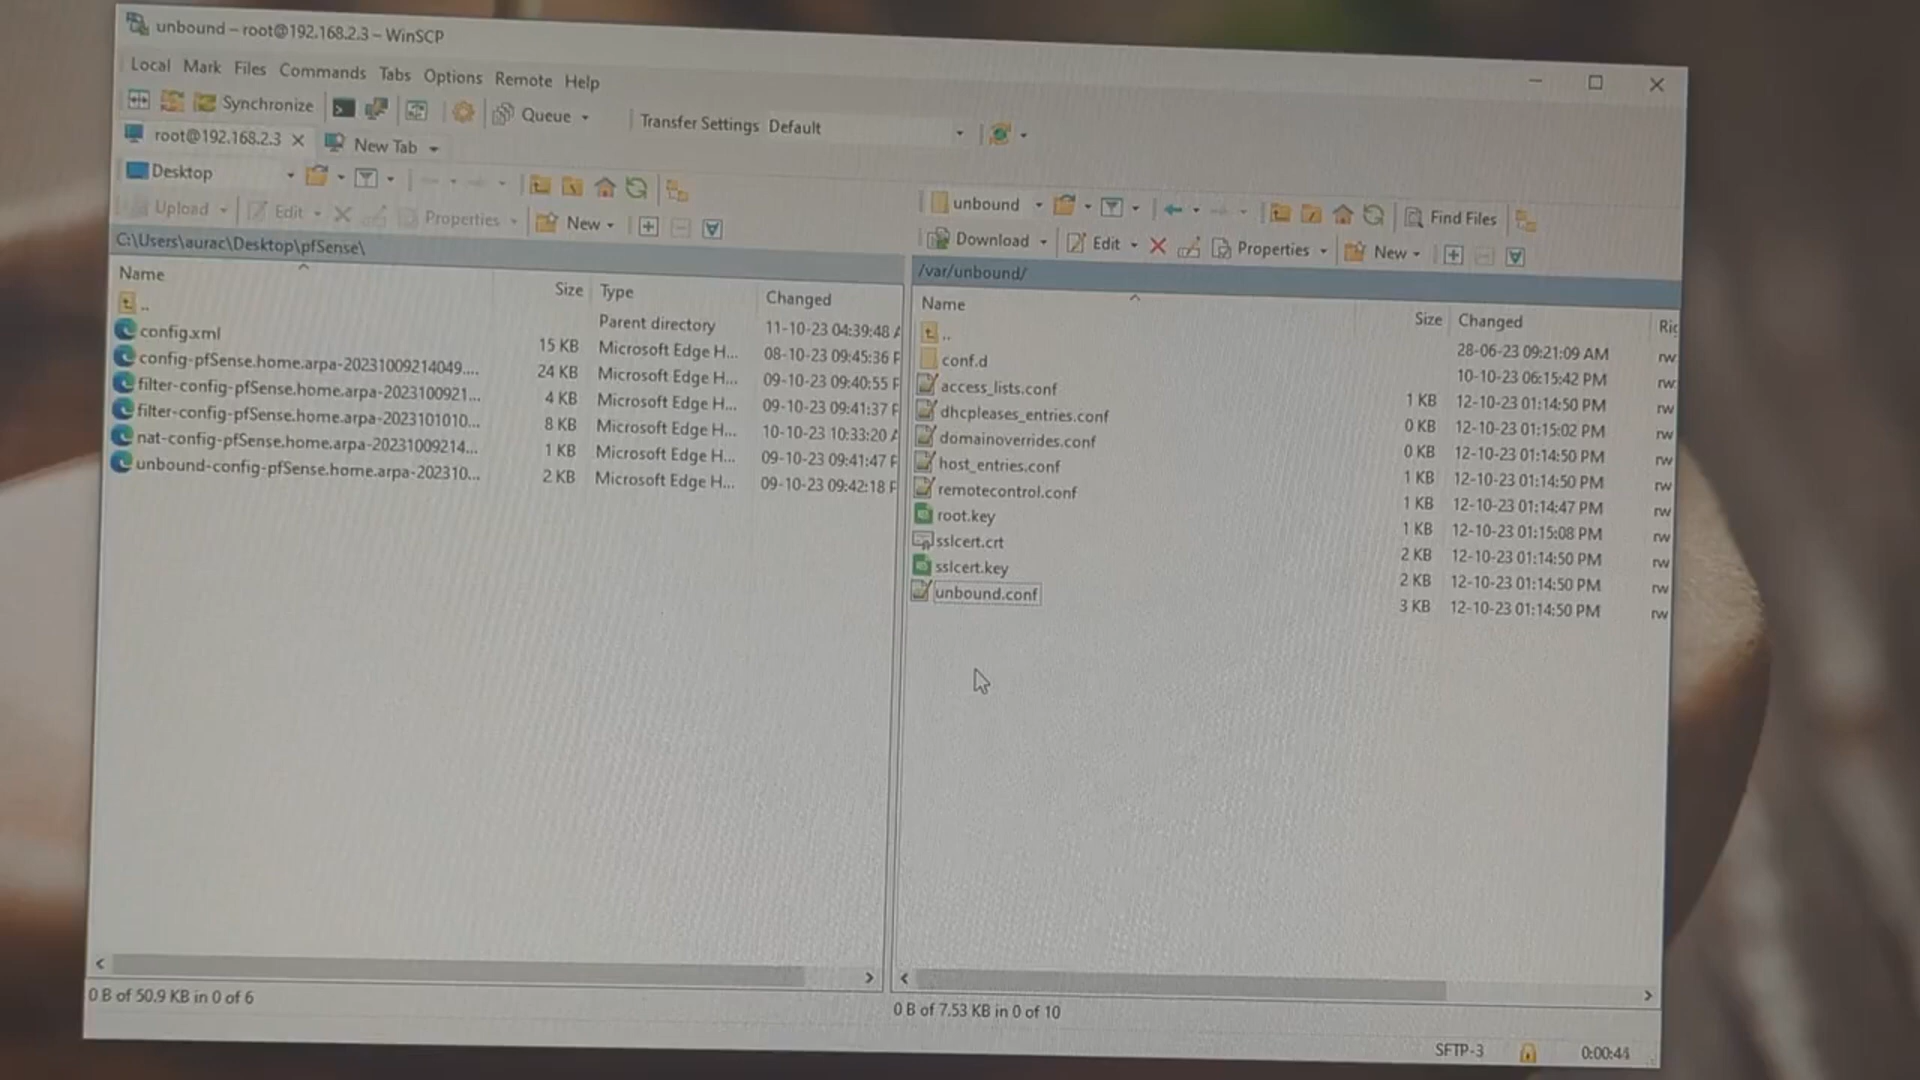 unbound – root@192.168.2.3 – WinSCP
Local Mark Files Commands Tabs Options Remote Help
Synchronize Queue Transfer Settings Default
root@192.168.2.3 New Tab
Desktop
Upload Edit Properties New
C:\Users\aurac\Desktop\pfSense\
Name Size Type Changed
.. Parent directory 11-10-23 04:39:48 A
config.xml 15 KB Microsoft Edge H... 08-10-23 09:45:36 P
config-pfSense.home.arpa-20231009214049.... 24 KB Microsoft Edge H... 09-10-23 09:40:55 P
filter-config-pfSense.home.arpa-2023100921... 4 KB Microsoft Edge H... 09-10-23 09:41:37 P
filter-config-pfSense.home.arpa-2023101010... 8 KB Microsoft Edge H... 10-10-23 10:33:20 A
nat-config-pfSense.home.arpa-20231009214... 1 KB Microsoft Edge H... 09-10-23 09:41:47 P
unbound-config-pfSense.home.arpa-202310... 2 KB Microsoft Edge H... 09-10-23 09:42:18 P
0 B of 50.9 KB in 0 of 6
unbound Find Files
Download Edit Properties New
/var/unbound/
Name Size Changed Rig
.. 28-06-23 09:21:09 AM rw
conf.d 10-10-23 06:15:42 PM rw
access_lists.conf 1 KB 12-10-23 01:14:50 PM rw
dhcpleases_entries.conf 0 KB 12-10-23 01:15:02 PM rw
domainoverrides.conf 0 KB 12-10-23 01:14:50 PM rw
host_entries.conf 1 KB 12-10-23 01:14:50 PM rw
remotecontrol.conf 1 KB 12-10-23 01:14:47 PM rw
root.key 1 KB 12-10-23 01:15:08 PM rw
sslcert.crt 2 KB 12-10-23 01:14:50 PM rw
sslcert.key 2 KB 12-10-23 01:14:50 PM rw
unbound.conf 3 KB 12-10-23 01:14:50 PM rw
0 B of 7.53 KB in 0 of 10
SFTP-3